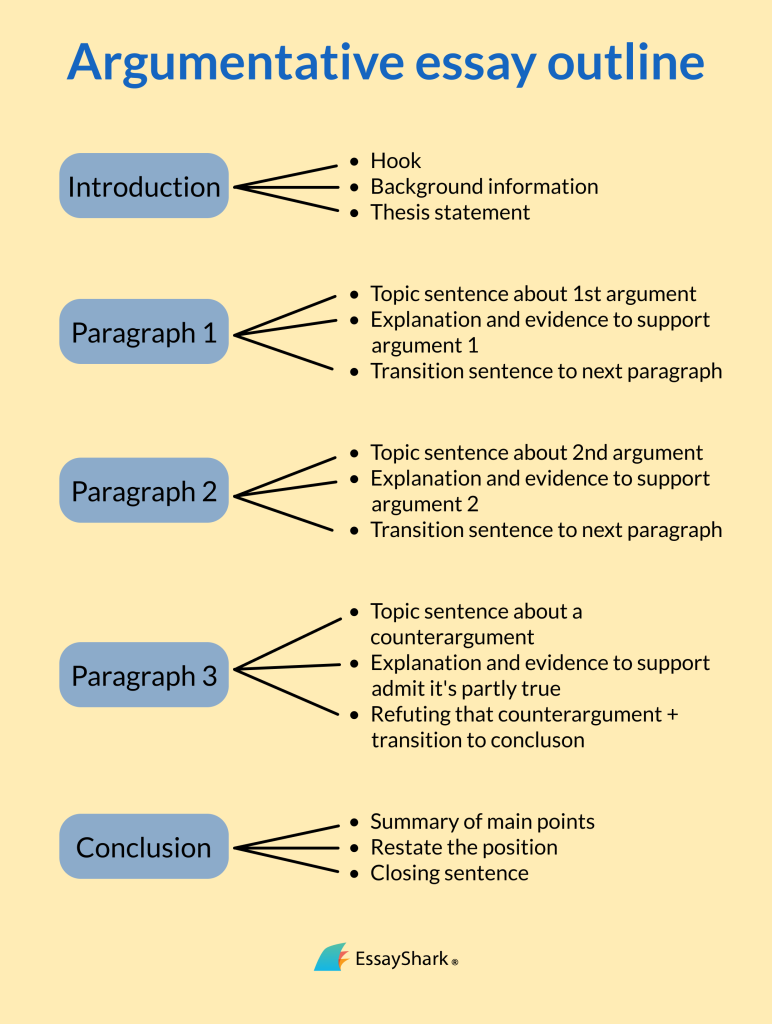 Argumentative essay outline
Introduction
• Hook
• Background information
• Thesis statement
Paragraph 1
• Topic sentence about 1st argument
• Explanation and evidence to support
argument 1
• Transition sentence to next paragraph
Paragraph 2
• Topic sentence about 2nd argument
• Explanation and evidence to support
argument 2
• Transition sentence to next paragraph
Paragraph 3
• Topic sentence about a
counterargument
• Explanation and evidence to support
admit it's partly true
• Refuting that counterargument +
transition to concluson
Conclusion
• Summary of main points
• Restate the position
• Closing sentence
EssayShark ®